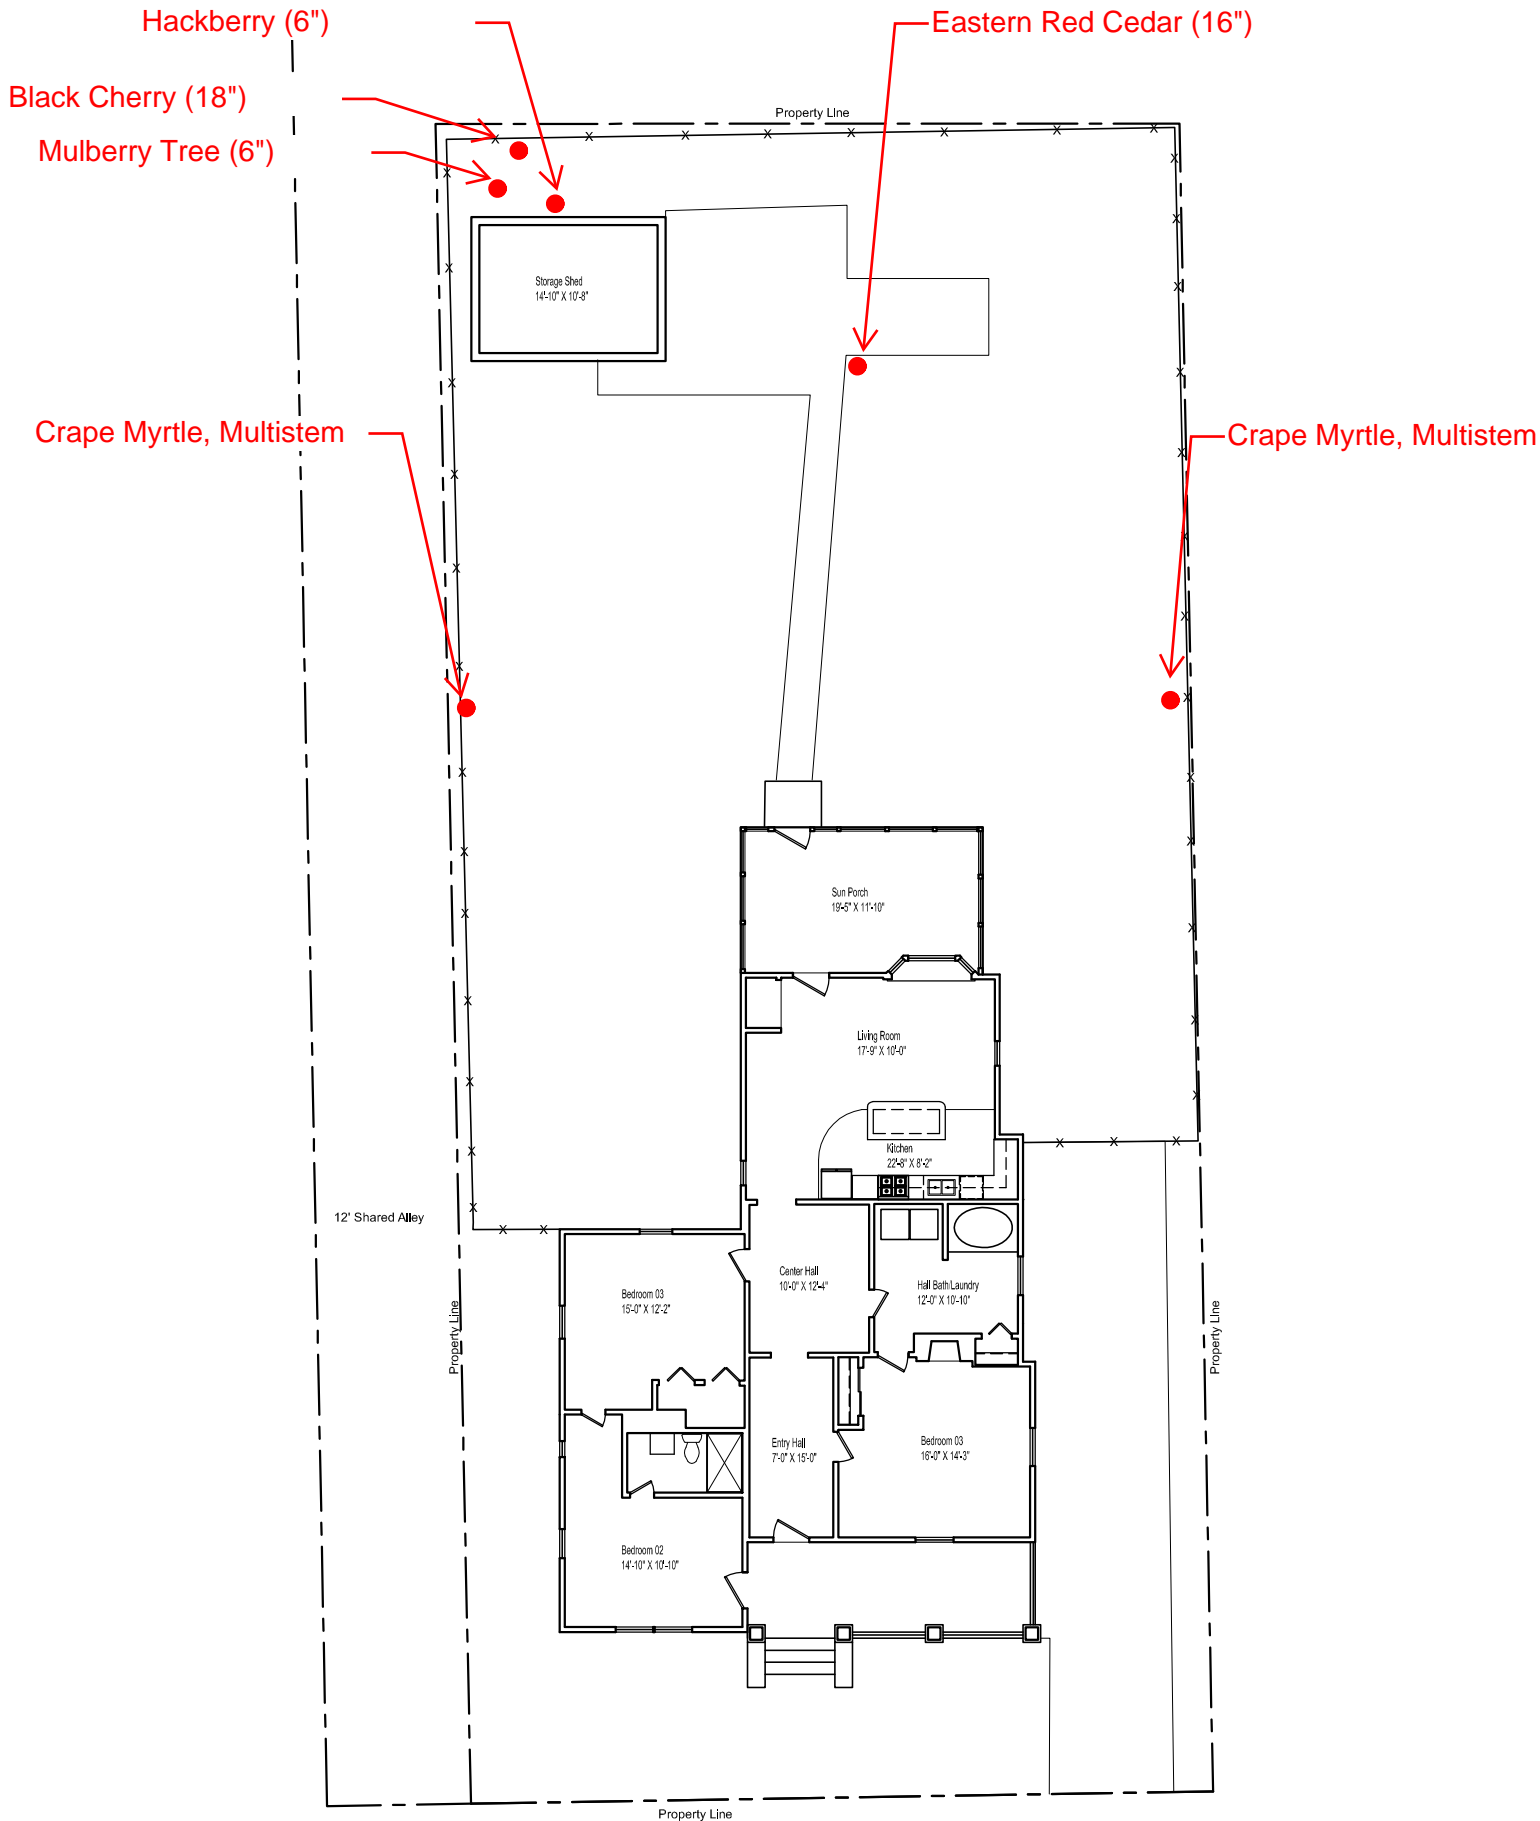 Hackberry (6")
Eastern Red Cedar (16")
Black Cherry (18")
Property LIne
Mulberry Tree (6")
Storage Shed
14'-10" X 10'-8"
Crape Myrtle, Multistem
Crape Myrtle, Multistem
Sun Porch
19'-5" X 11'-10"
Living Room
17'-9" X 10'-0"
Kitchen
22'-8" X 8'-2"
12' Shared Alley
Center Hall
10'-0" X 12'-4"
Hall Bath/Laundry
12'-0" X 10'-10"
Bedroom 03
15'-0" X 12'-2"
Property Line
Property LIne
Entry Hall
7'-0" X 15'-0"
Bedroom 03
16'-0" X 14'-3"
Bedroom 02
14'-10" X 10'-10"
Property Line